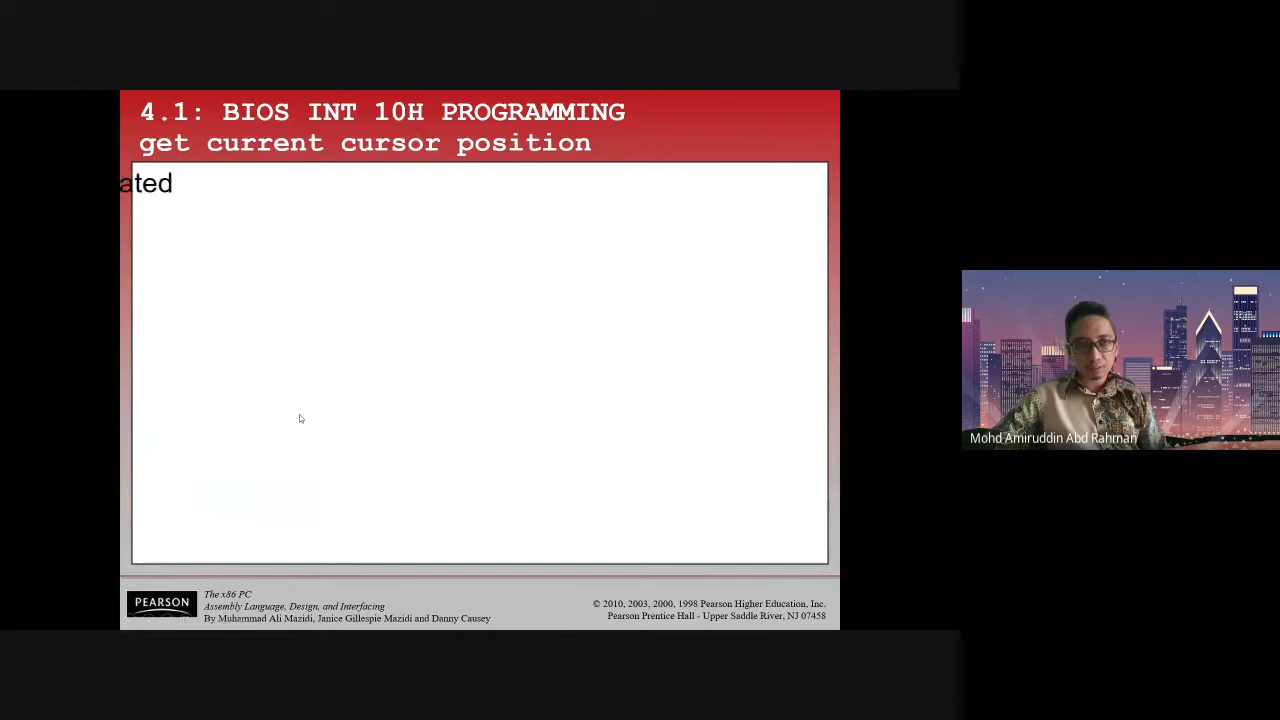 4.1: BIOS INT 10H PROGRAMMING
get current cursor position
ated
PEARSON
The x86 PC
Assembly Language, Design, and Interfacing
By Muhammad Ali Mazidi, Janice Gillespie Mazidi and Danny Causey
© 2010, 2003, 2000, 1998 Pearson Higher Education, Inc.
Pearson Prentice Hall - Upper Saddle River, NJ 07458
Mohd Amiruddin Abd Rahman